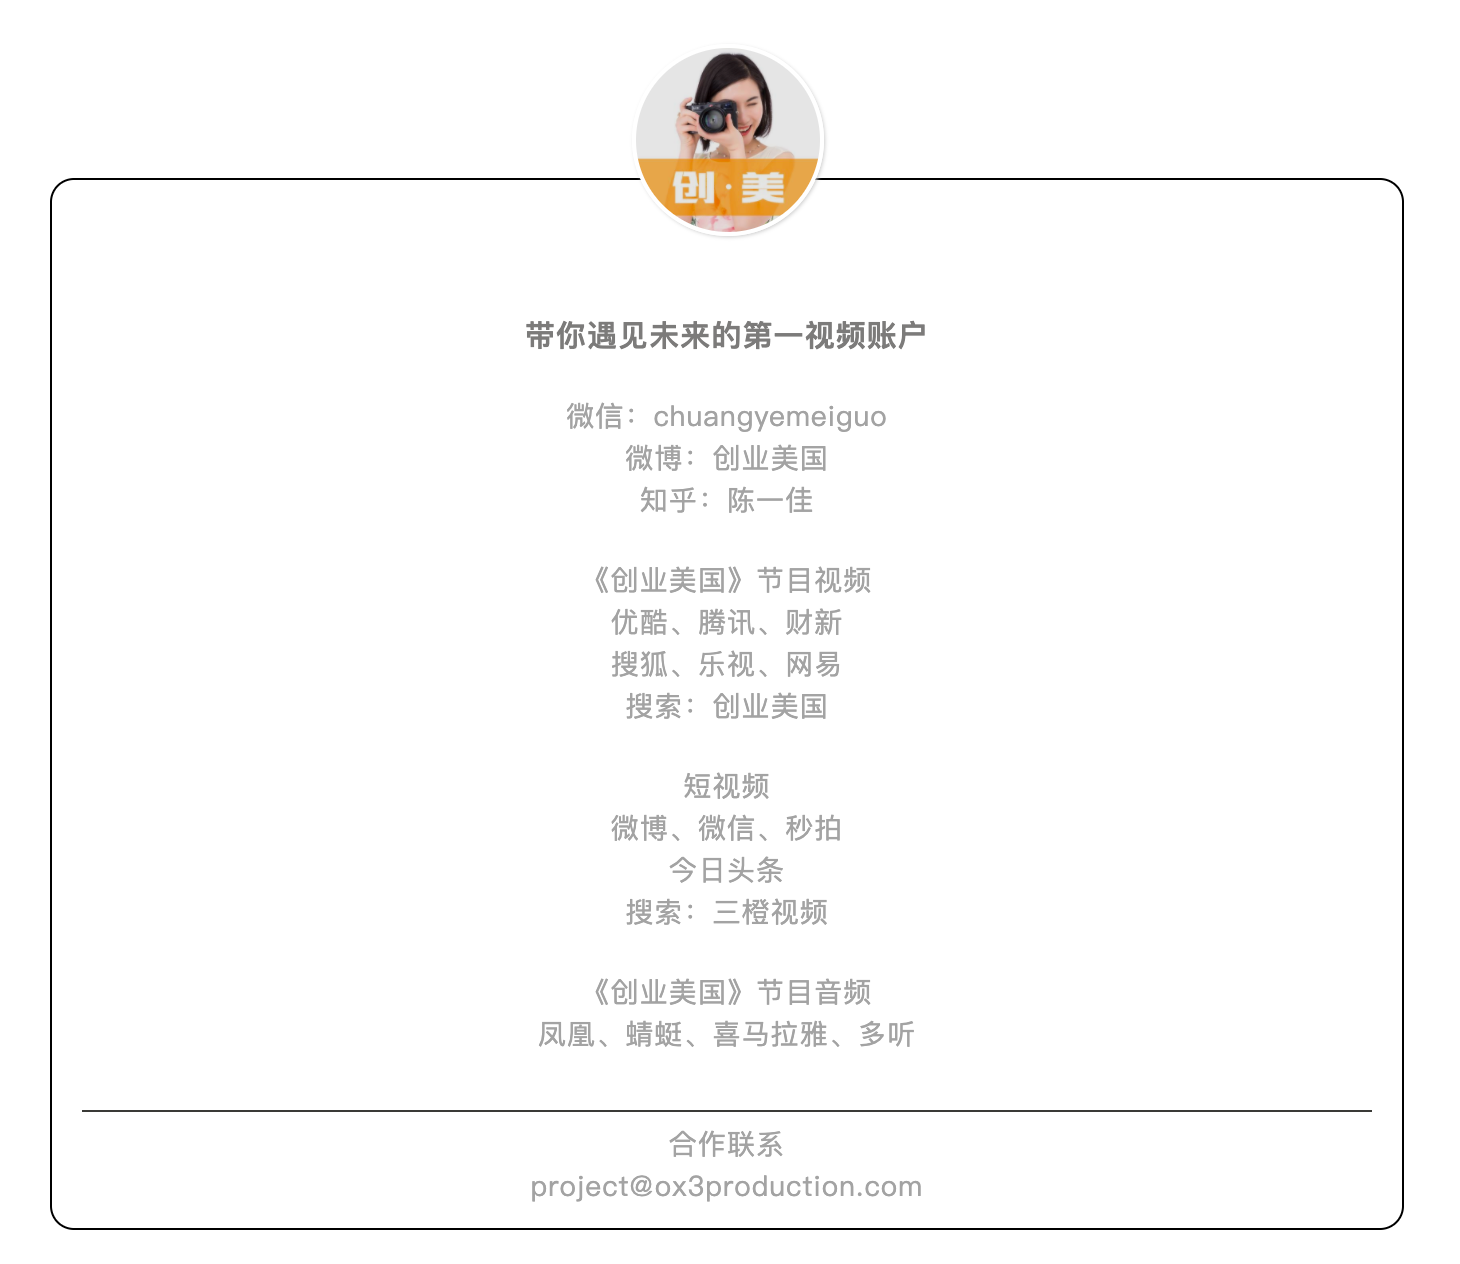 创·美
带你遇见未来的第一视频账户
微信：chuangyemeiguo
微博：创业美国
知乎：陈一佳
《创业美国》节目视频
优酷、腾讯、财新
搜狐、乐视、网易
搜索：创业美国
短视频
微博、微信、秒拍
今日头条
搜索：三橙视频
《创业美国》节目音频
凤凰、蜻蜓、喜马拉雅、多听
合作联系
project@ox3production.com